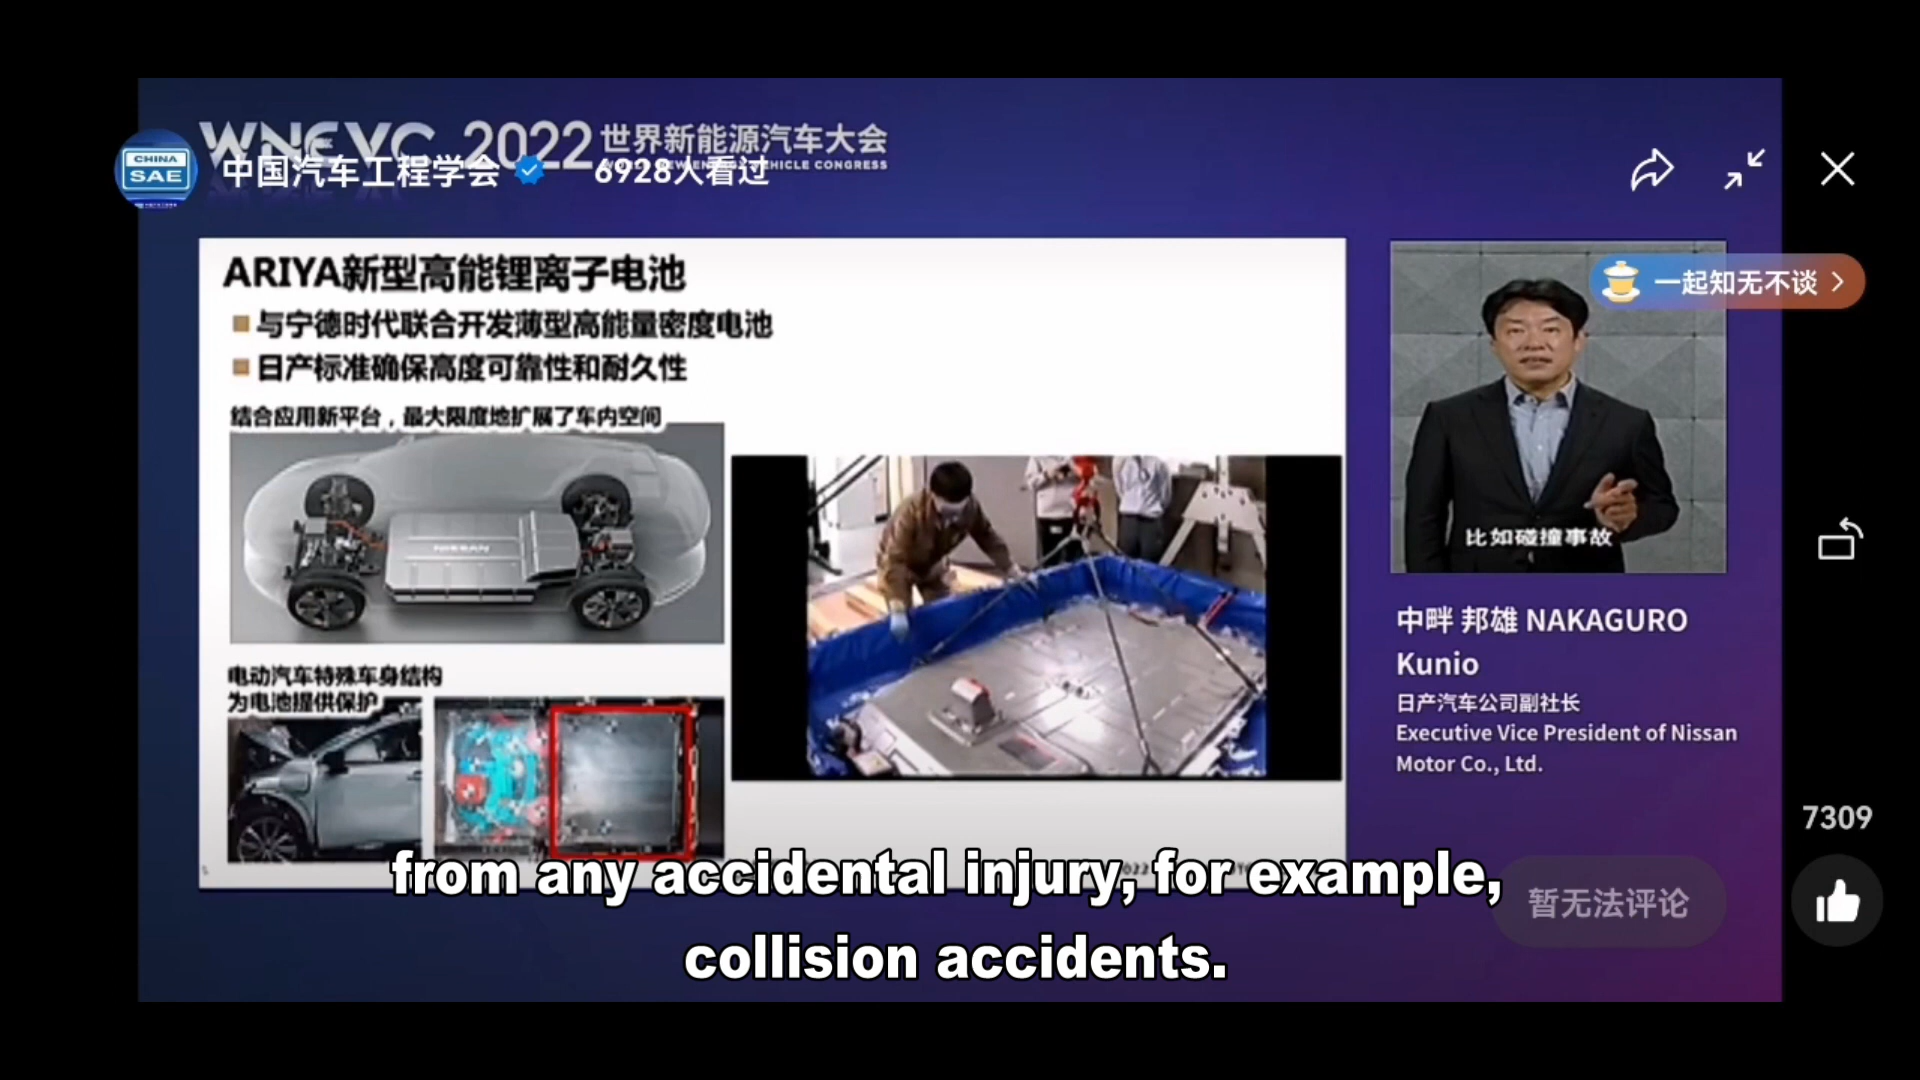 WNEVC 2022 世界新能源汽车大会
VEHICLE CONGRESS
CHINA
SAE
中国汽车工程学会
6928人看过
一起知无不谈
ARIYA新型高能锂离子电池
与宁德时代联合开发薄型高能量密度电池
日产标准确保高度可靠性和耐久性
结合应用新平台，最大限度地扩展了车内空间
NISSAN
电动汽车特殊车身结构
为电池提供保护
比如碰撞事故
中畔 邦雄 NAKAGURO
Kunio
日产汽车公司副社长
Executive Vice President of Nissan
Motor Co., Ltd.
7309
暂无法评论
from any accidental injury, for example,
collision accidents.